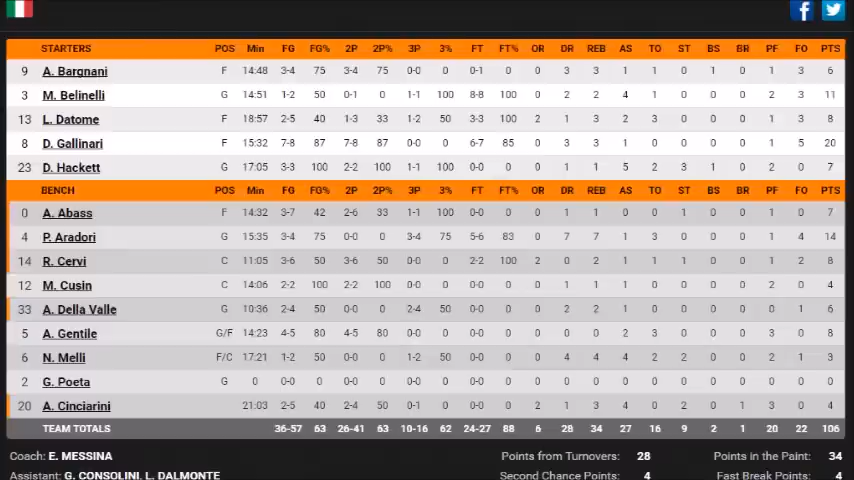 STARTERS POS Min FG FG% 2P 2P% 3P 3% FT FT% OR DR REB AS TO ST BS BR PF FO PTS
9 A. Bargnani F 14:48 3-4 75 3-4 75 0-0 0 0-1 0 0 3 3 1 1 0 1 0 1 3 6
3 M. Belinelli G 14:51 1-2 50 0-1 0 1-1 100 8-8 100 0 2 2 4 1 0 0 0 2 3 11
13 L. Datome F 18:57 2-5 40 1-3 33 1-2 50 3-3 100 2 1 3 2 3 0 0 0 1 3 8
8 D. Gallinari F 15:32 7-8 87 7-8 87 0-0 0 6-7 85 0 3 3 1 0 0 0 0 1 5 20
23 D. Hackett G 17:05 3-3 100 2-2 100 1-1 100 0-0 0 0 1 1 5 2 3 1 0 2 0 7
BENCH POS Min FG FG% 2P 2P% 3P 3% FT FT% OR DR REB AS TO ST BS BR PF FO PTS
0 A. Abass F 14:32 3-7 42 2-6 33 1-1 100 0-0 0 0 1 1 0 0 1 0 0 1 0 7
4 P. Aradori G 15:35 3-4 75 0-0 0 3-4 75 5-6 83 0 7 7 1 3 0 0 0 1 4 14
14 R. Cervi C 11:05 3-6 50 3-6 50 0-0 0 2-2 100 2 0 2 1 1 1 0 0 1 2 8
12 M. Cusin C 14:06 2-2 100 2-2 100 0-0 0 0-0 0 0 1 1 1 0 0 0 0 2 0 4
33 A. Della Valle G 10:36 2-4 50 0-0 0 2-4 50 0-0 0 0 2 2 1 0 0 0 0 0 1 6
5 A. Gentile G/F 14:23 4-5 80 4-5 80 0-0 0 0-0 0 0 0 0 2 3 0 0 0 3 0 8
6 N. Melli F/C 17:21 1-2 50 0-0 0 1-2 50 0-0 0 0 4 4 4 2 2 0 0 2 1 3
2 G. Poeta G 0 0-0 0 0-0 0 0-0 0 0-0 0 0 0 0 0 0 0 0 0 0 0 0
20 A. Cinciarini 21:03 2-5 40 2-4 50 0-1 0 0-0 0 2 1 3 4 0 2 0 1 3 0 4
TEAM TOTALS 36-57 63 26-41 63 10-16 62 24-27 88 6 28 34 27 16 9 2 1 20 22 106
Coach: E. MESSINA Points from Turnovers: 28 Points in the Paint: 34
Assistant: G. CONSOLINI, L. DALMONTE Second Chance Points: 4 Fast Break Points: 4